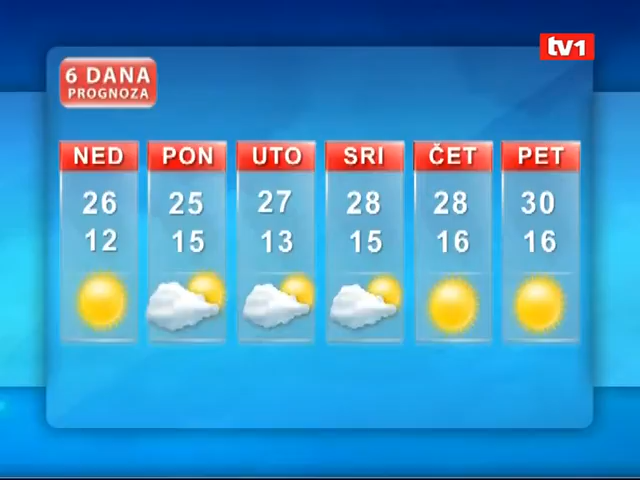 tv1
6 DANA
PROGNOZA
NED PON UTO SRI ČET PET
26 25 27 28 28 30
12 15 13 15 16 16